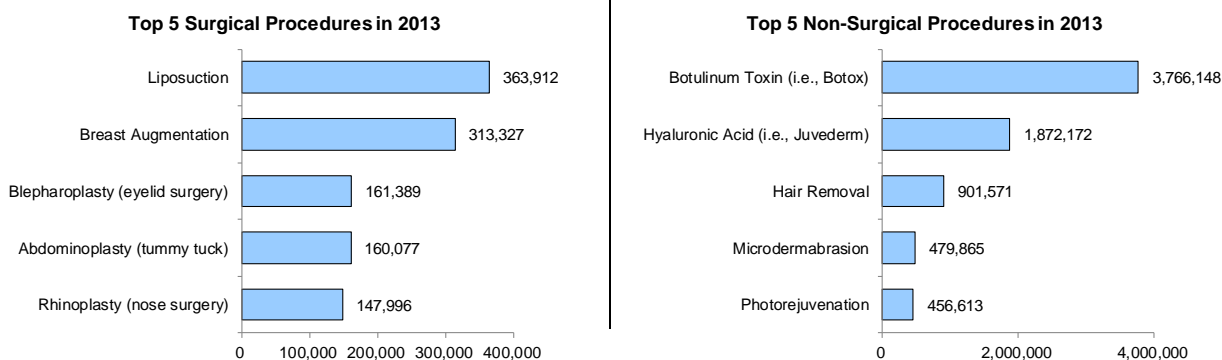 Top 5 Surgical Procedures in 2013
Liposuction 363,912
Breast Augmentation 313,327
Blepharoplasty (eyelid surgery) 161,389
Abdominoplasty (tummy tuck) 160,077
Rhinoplasty (nose surgery) 147,996
0 100,000 200,000 300,000 400,000
Top 5 Non-Surgical Procedures in 2013
Botulinum Toxin (i.e., Botox) 3,766,148
Hyaluronic Acid (i.e., Juvederm) 1,872,172
Hair Removal 901,571
Microdermabrasion 479,865
Photorejuvenation 456,613
0 2,000,000 4,000,000